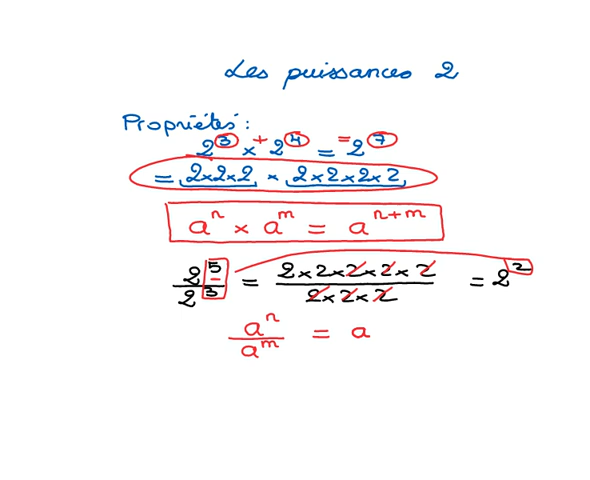 Les puissances 2
Propriétés :
2³ × 2⁴ = 2⁷
+ =
= 2×2×2 × 2×2×2×2
aⁿ × aᵐ = aⁿ⁺ᵐ
2⁵/2³ = 2×2×2×2×2/2×2×2 = 2²
aⁿ/aᵐ = a